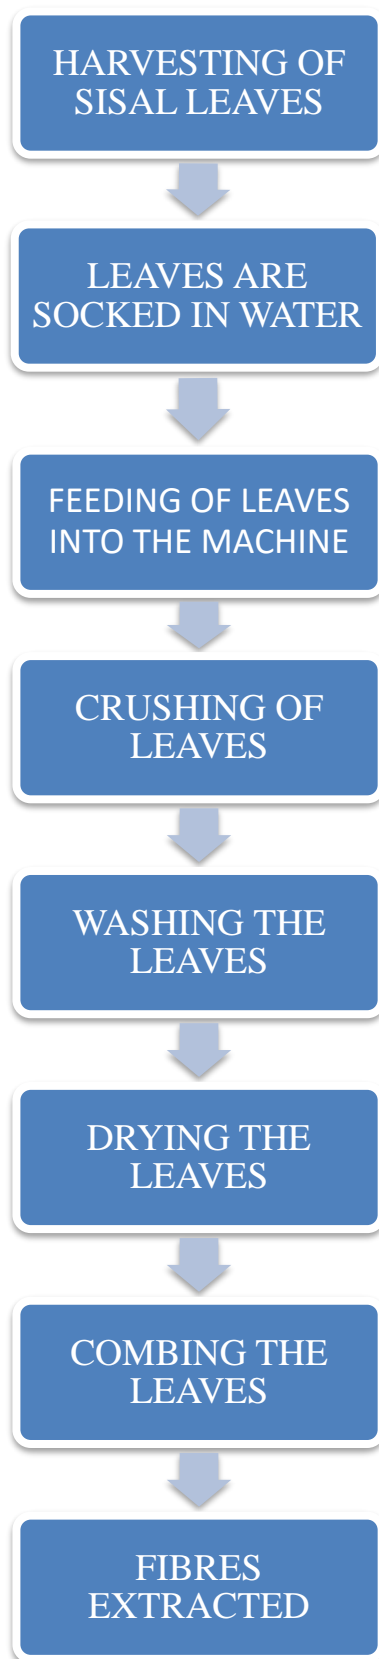 HARVESTING OF
SISAL LEAVES
LEAVES ARE
SOCKED IN WATER
FEEDING OF LEAVES
INTO THE MACHINE
CRUSHING OF
LEAVES
WASHING THE
LEAVES
DRYING THE
LEAVES
COMBING THE
LEAVES
FIBRES
EXTRACTED